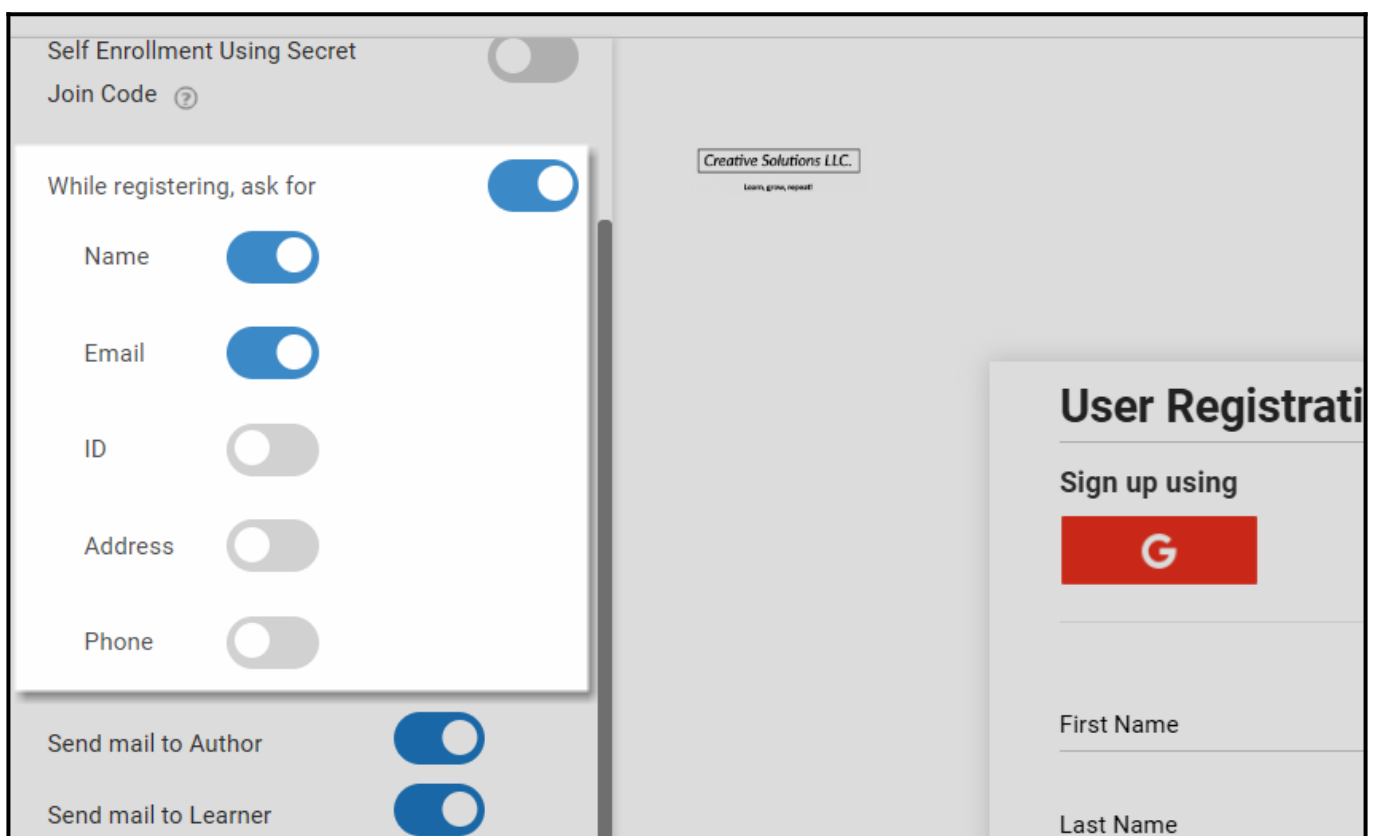 Self Enrollment Using Secret
Join Code ?
While registering, ask for
Name
Email
ID
Address
Phone
Send mail to Author
Send mail to Learner
Creative Solutions LLC.
Learn, grow, repeat!
User Registrati
Sign up using
G
First Name
Last Name